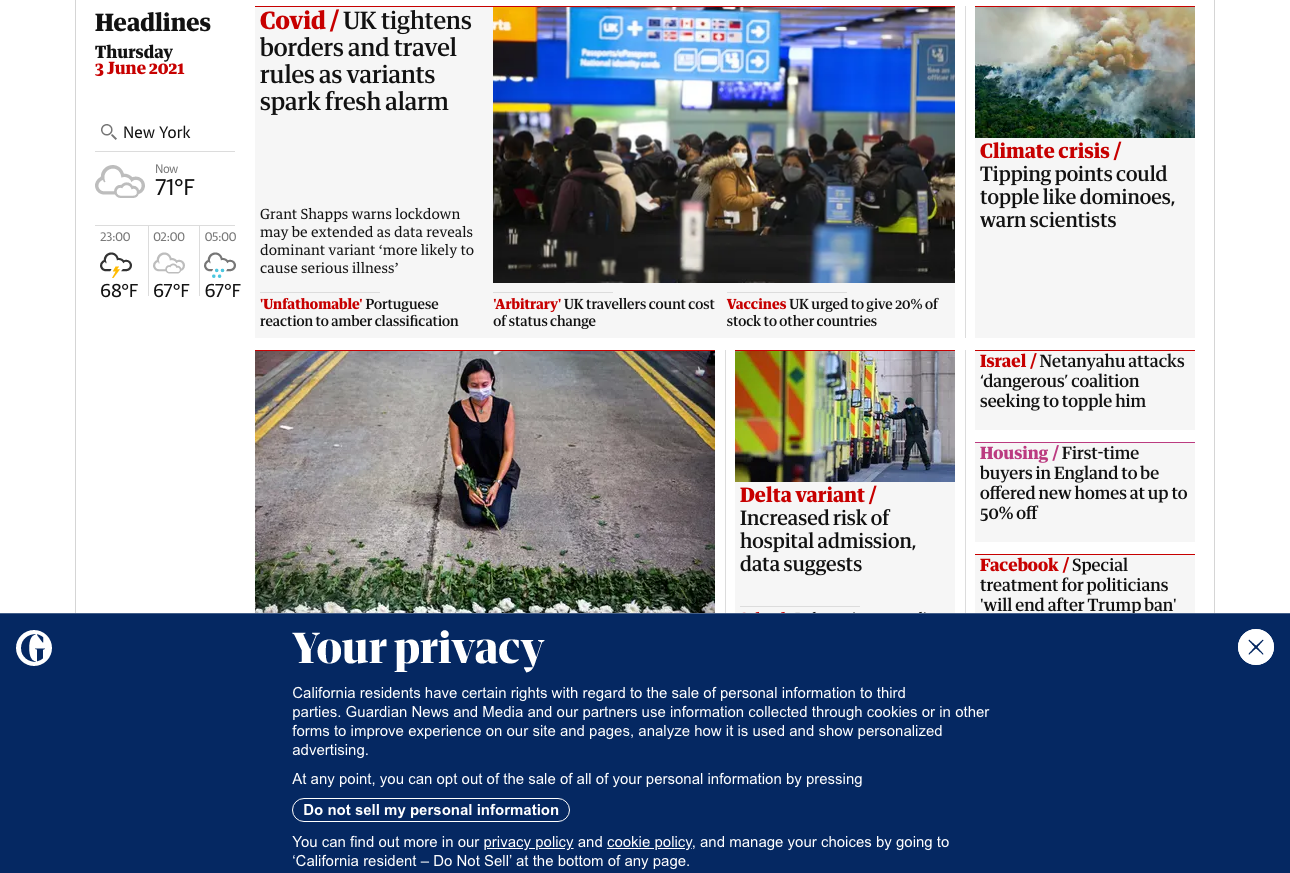 Headlines
Thursday
3 June 2021
New York
Now
71°F
23:00
02:00
05:00
68°F
67°F
67°F
Covid / UK tightens
borders and travel
rules as variants
spark fresh alarm
Grant Shapps warns lockdown
may be extended as data reveals
dominant variant ‘more likely to
cause serious illness’
UK
Passports/ePassports
National identity cards
'Unfathomable' Portuguese
reaction to amber classification
'Arbitrary' UK travellers count cost
of status change
Vaccines UK urged to give 20% of
stock to other countries
Climate crisis /
Tipping points could
topple like dominoes,
warn scientists
Delta variant /
Increased risk of
hospital admission,
data suggests
Israel / Netanyahu attacks
‘dangerous’ coalition
seeking to topple him
Housing / First-time
buyers in England to be
offered new homes at up to
50% off
Facebook / Special
treatment for politicians
'will end after Trump ban'
Your privacy
California residents have certain rights with regard to the sale of personal information to third
parties. Guardian News and Media and our partners use information collected through cookies or in other
forms to improve experience on our site and pages, analyze how it is used and show personalized
advertising.
At any point, you can opt out of the sale of all of your personal information by pressing
Do not sell my personal information
You can find out more in our privacy policy and cookie policy, and manage your choices by going to
‘California resident – Do Not Sell’ at the bottom of any page.